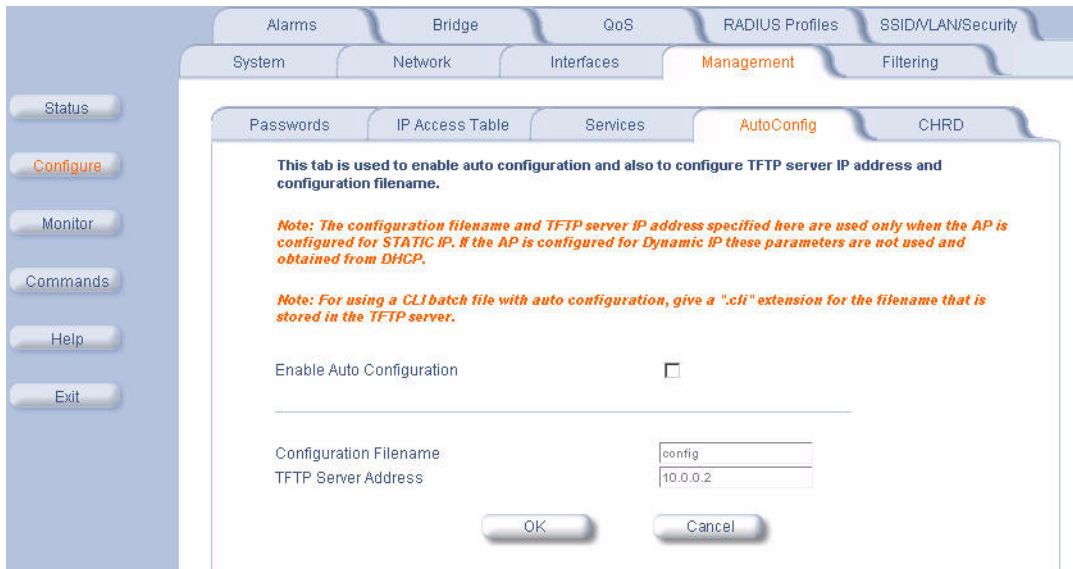 Alarms
Bridge
QoS
RADIUS Profiles
SSID/VLAN/Security
System
Network
Interfaces
Management
Filtering
Status
Configure
Monitor
Commands
Help
Exit
Passwords
IP Access Table
Services
AutoConfig
CHRD
This tab is used to enable auto configuration and also to configure TFTP server IP address and
configuration filename.
Note: The configuration filename and TFTP server IP address specified here are used only when the AP is
configured for STATIC IP. If the AP is configured for Dynamic IP these parameters are not used and
obtained from DHCP.
Note: For using a CLI batch file with auto configuration, give a ".cli" extension for the filename that is
stored in the TFTP server.
Enable Auto Configuration
Configuration Filename
config
TFTP Server Address
10.0.0.2
OK
Cancel